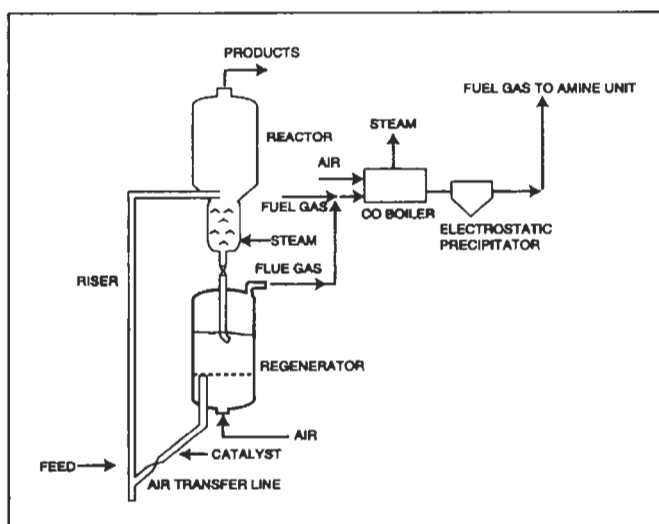 PRODUCTS
FUEL GAS TO AMINE UNIT
REACTOR
STEAM
AIR
FUEL GAS
CO BOILER
ELECTROSTATIC
PRECIPITATOR
STEAM
FLUE GAS
RISER
REGENERATOR
AIR
CATALYST
FEED
AIR TRANSFER LINE